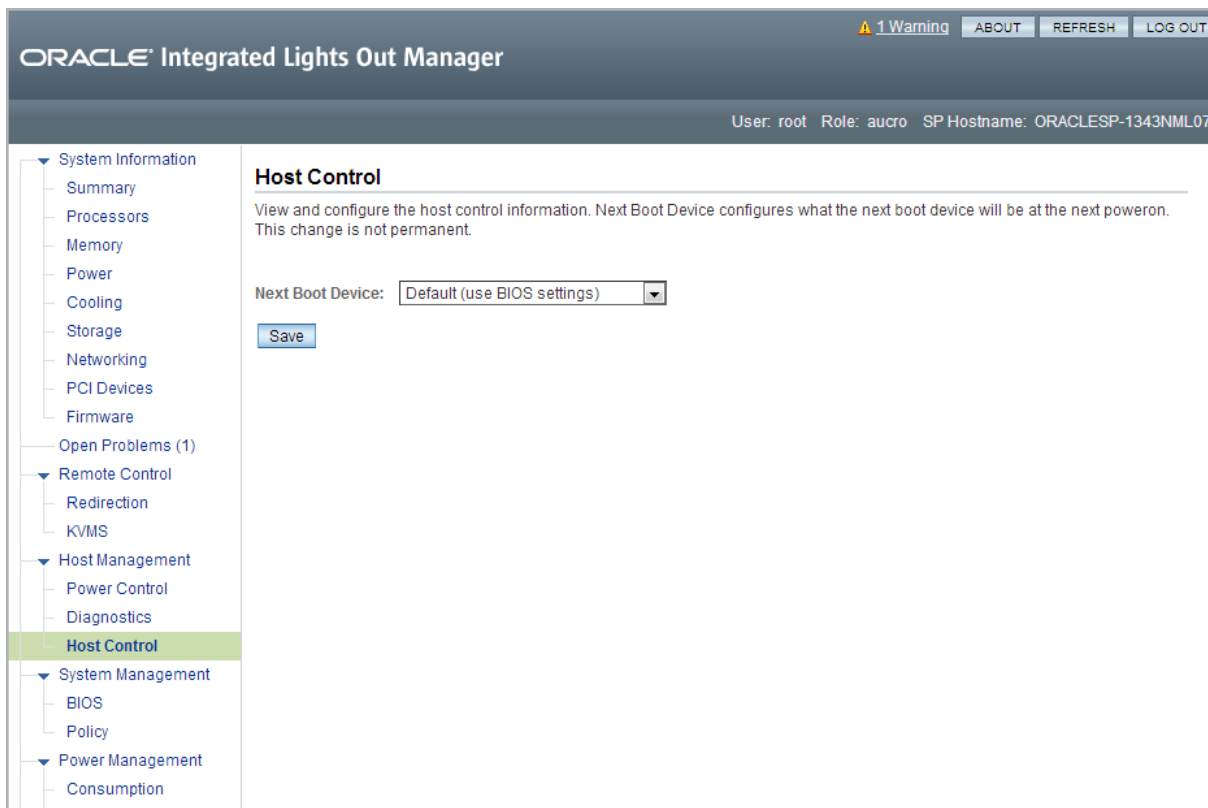 1 Warning ABOUT REFRESH LOG OUT
ORACLE Integrated Lights Out Manager
User: root Role: aucro SP Hostname: ORACLESP-1343NML07
System Information
Summary
Processors
Memory
Power
Cooling
Storage
Networking
PCI Devices
Firmware
Open Problems (1)
Remote Control
Redirection
KVMS
Host Management
Power Control
Diagnostics
Host Control
System Management
BIOS
Policy
Power Management
Consumption
Host Control
View and configure the host control information. Next Boot Device configures what the next boot device will be at the next poweron.
This change is not permanent.
Next Boot Device: Default (use BIOS settings)
Save